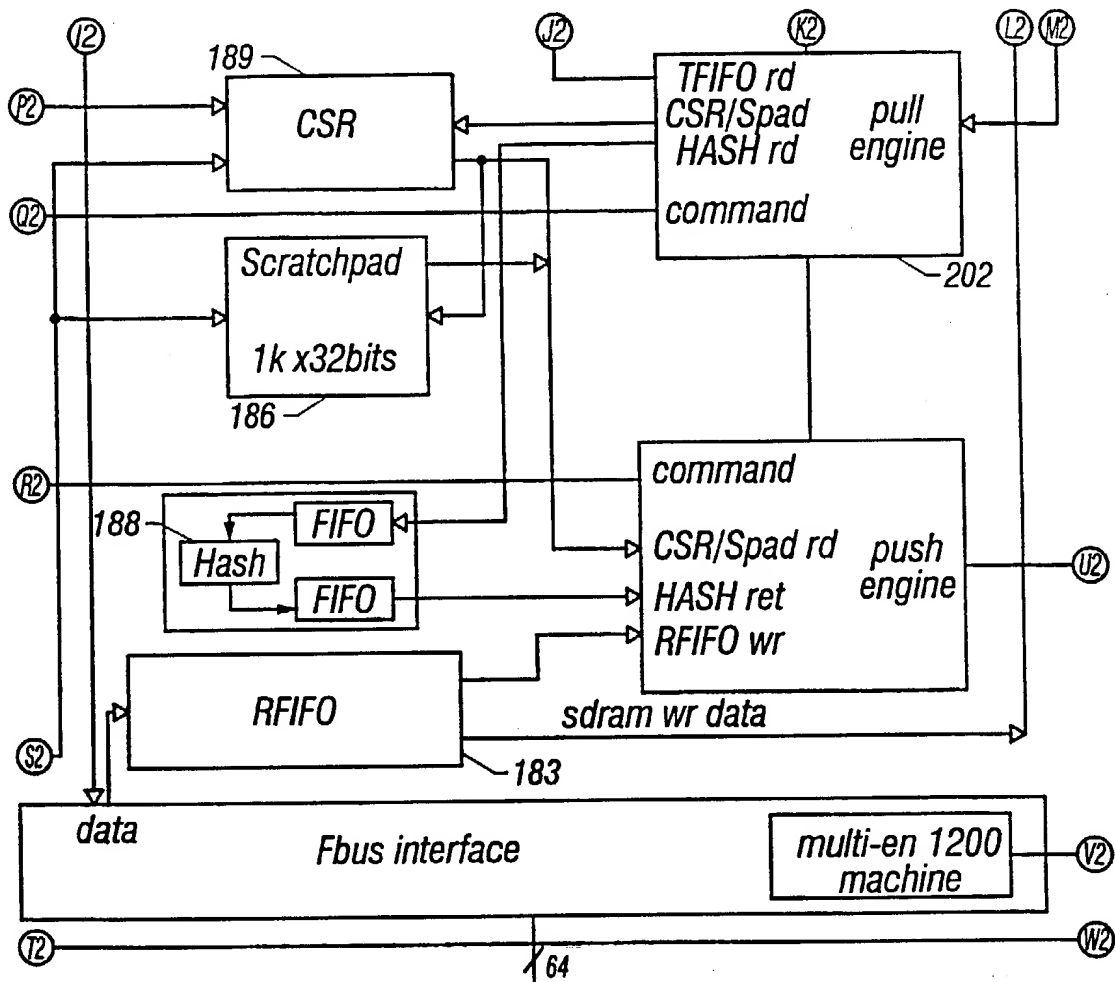 I2
J2
K2
L2
M2
189
P2
CSR
TFIFO rd
CSR/Spad
HASH rd
pull
engine
Q2
command
Scratchpad
1k x32bits
202
186
R2
command
188
FIFO
Hash
FIFO
CSR/Spad rd
HASH ret
RFIFO wr
push
engine
U2
RFIFO
sdram wr data
S2
183
data
Fbus interface
multi-en 1200
machine
V2
T2
W2
64